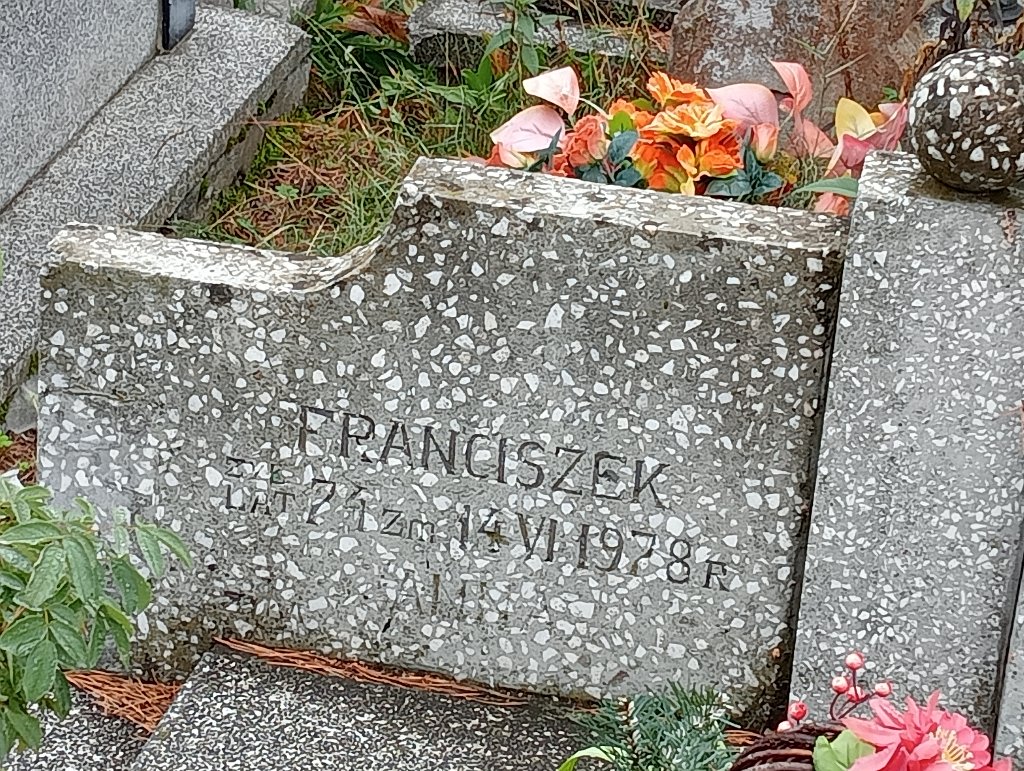 FRANCISZEK
ŻYŁ
LAT 71 zm 14 VI 1978 R